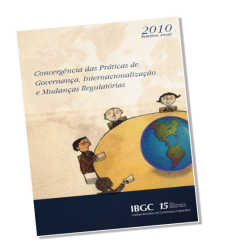 2010
Relatório Anual
Convergência das Práticas de
Governança, Internacionalização
e Mudanças Regulatórias
IBGC 15
Instituto Brasileiro de Governança Corporativa